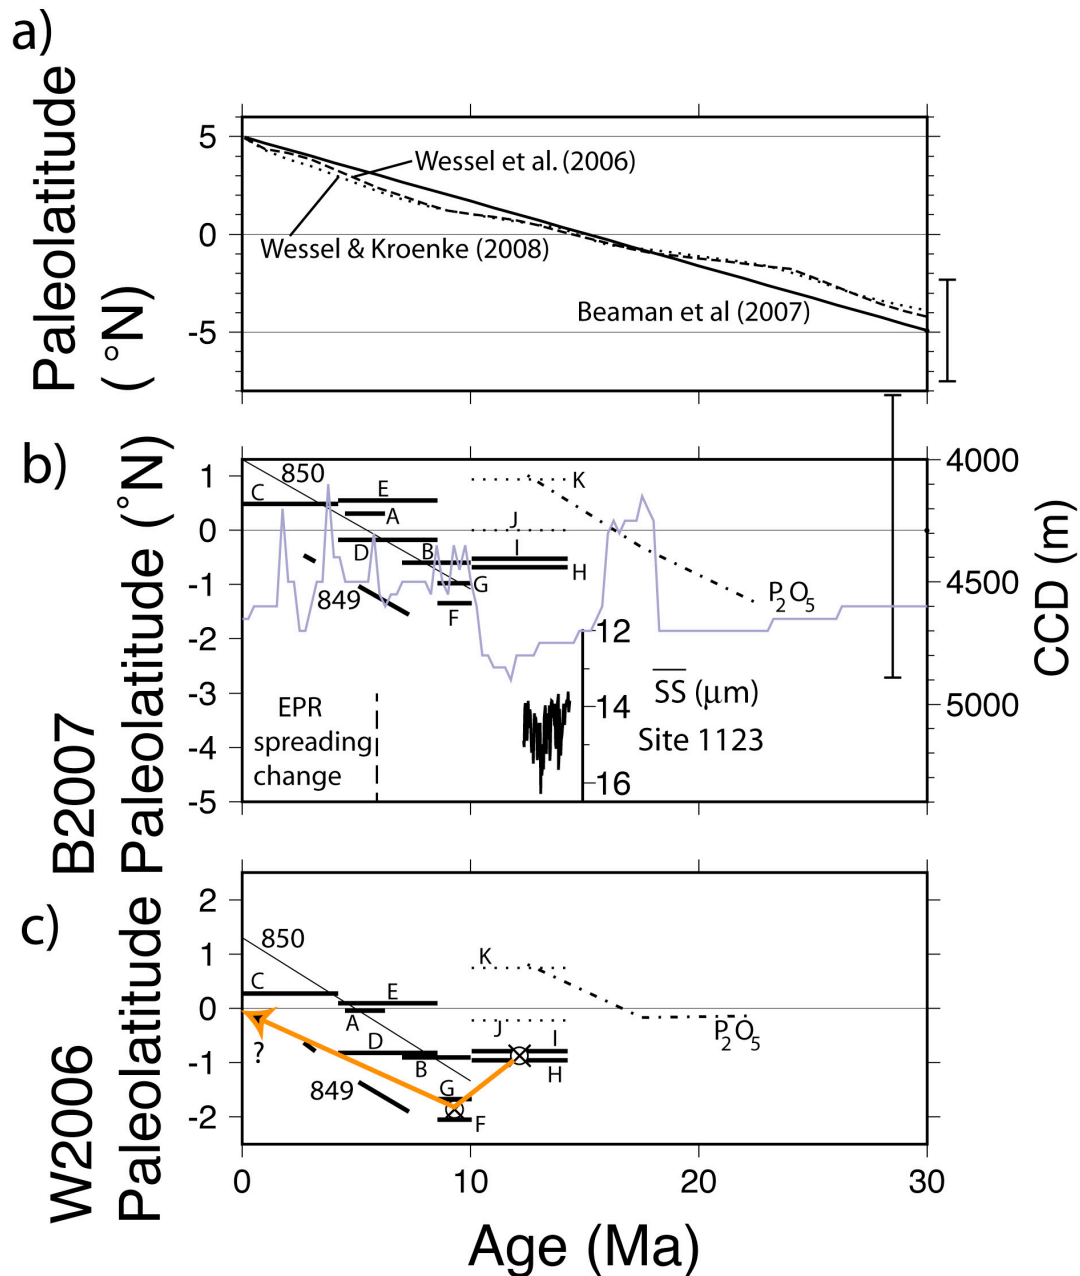 a)
Paleolatitude
(°N)
5
0
-5
Wessel et al. (2006)
Wessel & Kroenke (2008)
Beaman et al (2007)
b)
B2007
Paleolatitude (°N)
1
0
-1
-2
-3
-4
-5
850
C
E
A
D
B
G
F
849
K
J
I
H
P2O5
EPR
spreading
change
12
14
16
SS (μm)
Site 1123
4000
4500
5000
CCD (m)
c)
W2006
Paleolatitude
2
1
0
-1
-2
850
C
E
A
D
B
?
849
G
F
K
J
I
H
P2O5
0
10
20
30
Age (Ma)